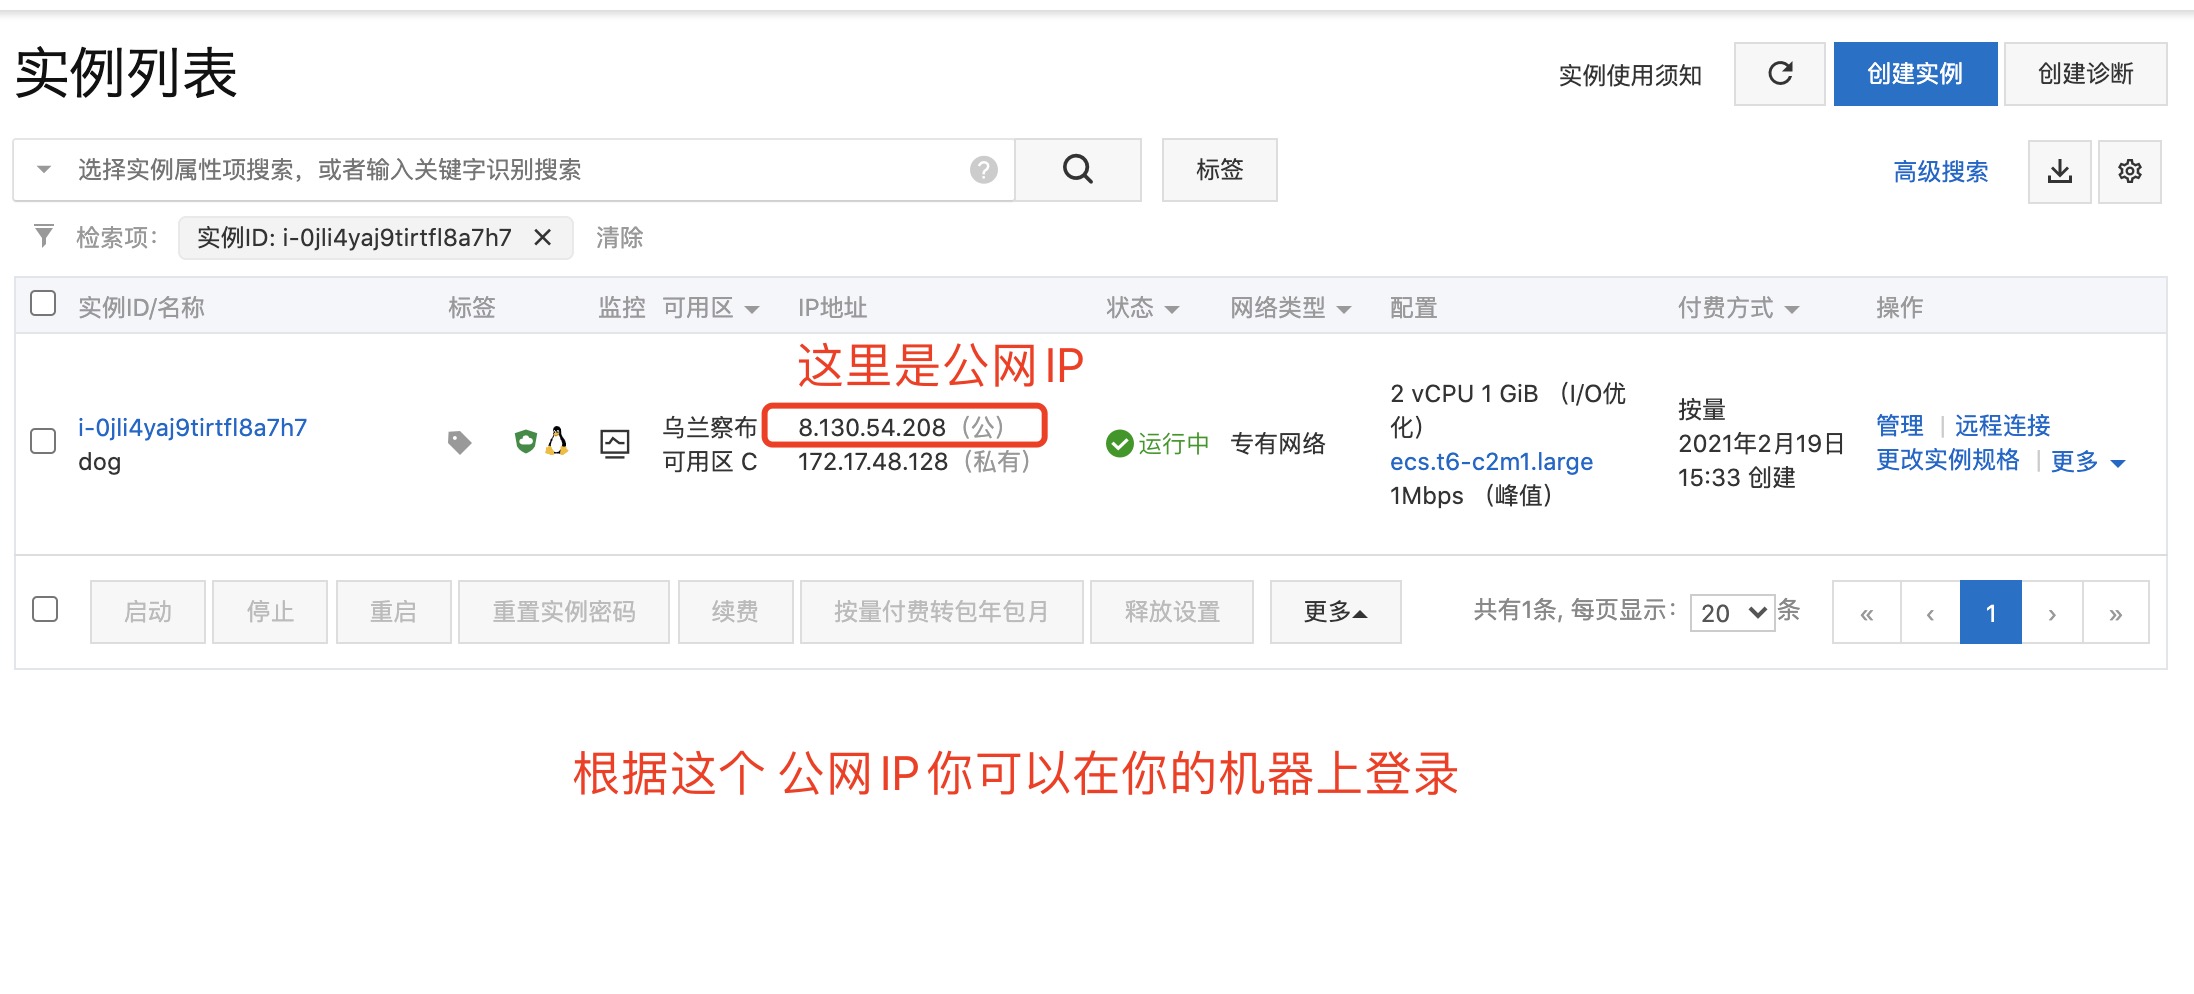 实例列表
实例使用须知
创建实例
创建诊断
选择实例属性项搜索，或者输入关键字识别搜索
?
标签
高级搜索
检索项：
实例ID: i-0jli4yaj9tirtfl8a7h7
清除
实例ID/名称 标签 监控 可用区 IP地址 状态 网络类型 配置 付费方式 操作
这里是公网IP
i-0jli4yaj9tirtfl8a7h7
dog
乌兰察布
可用区 C
8.130.54.208（公）
172.17.48.128（私有）
运行中
专有网络
2 vCPU 1 GiB （I/O优
化）
ecs.t6-c2m1.large
1Mbps （峰值）
按量
2021年2月19日
15:33 创建
管理 | 远程连接
更改实例规格 | 更多
启动 停止 重启 重置实例密码 续费 按量付费转包年包月 释放设置 更多
共有1条, 每页显示： 20 条
« ‹ 1 › »
根据这个 公网IP你可以在你的机器上登录